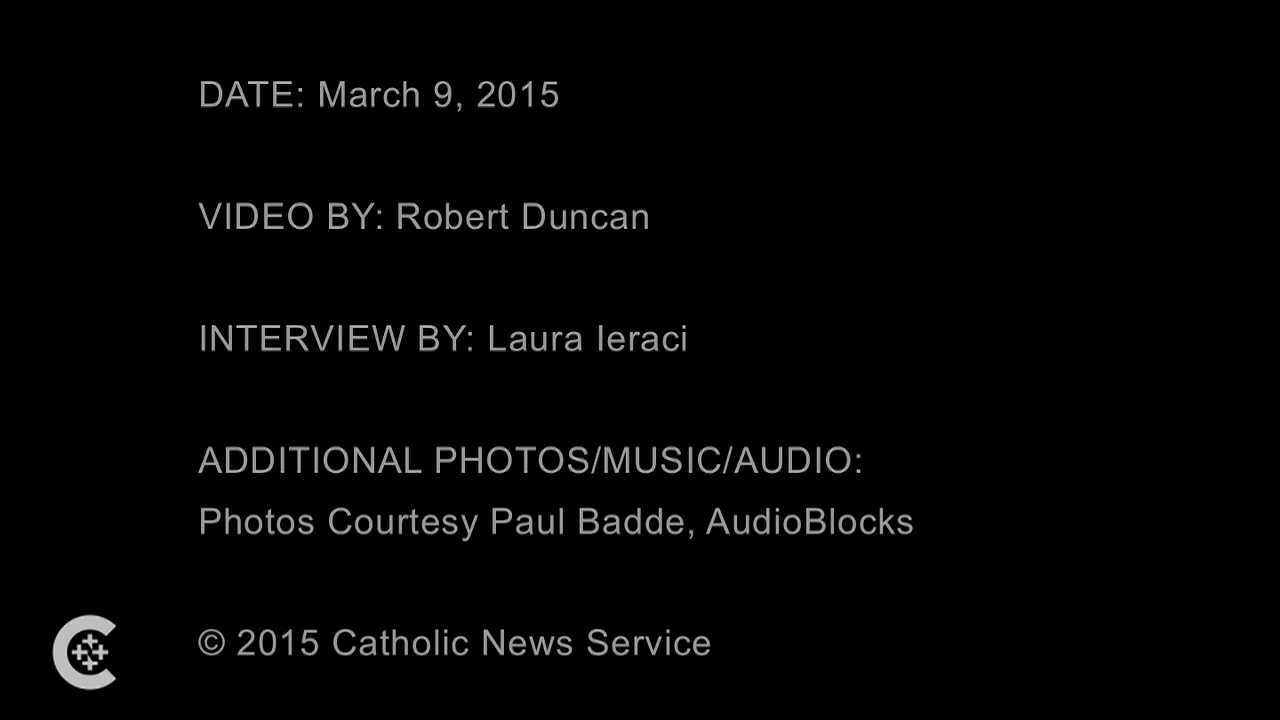 DATE: March 9, 2015
VIDEO BY: Robert Duncan
INTERVIEW BY: Laura Ieraci
ADDITIONAL PHOTOS/MUSIC/AUDIO:
Photos Courtesy Paul Badde, AudioBlocks
© 2015 Catholic News Service